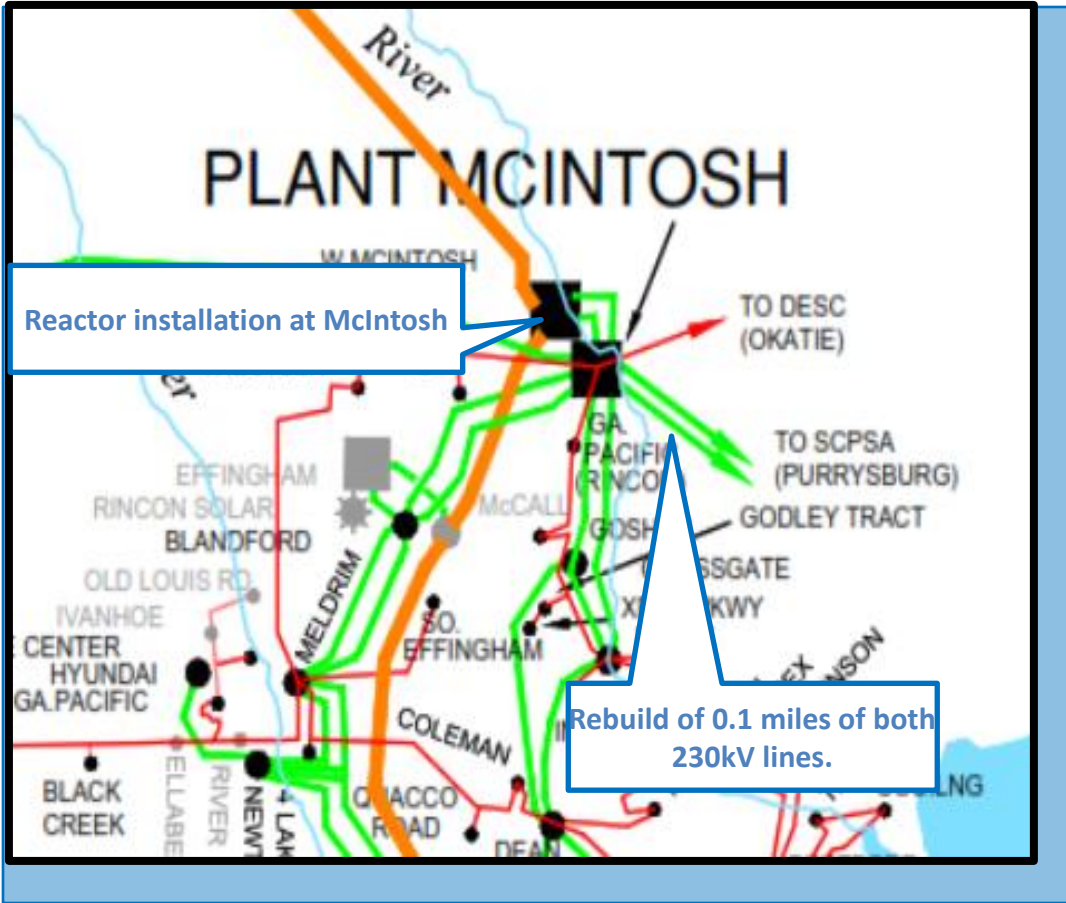 River
PLANT MCINTOSH
W MCINTOSH
Reactor installation at McIntosh
TO DESC
(OKATIE)
GA.
PACIFIC
(RINCON)
TO SCPSA
(PURRYSBURG)
EFFINGHAM
RINCON SOLAR
McCALL
GODLEY TRACT
BLANDFORD
OLD LOUIS RD.
IVANHOE
MELDRIM
SO.
EFFINGHAM
HYUNDAI
GA.PACIFIC
CENTER
Rebuild of 0.1 miles of both
230kV lines.
COLEMAN
BLACK
CREEK
RIVER
QUACCO
ROAD
DEAN